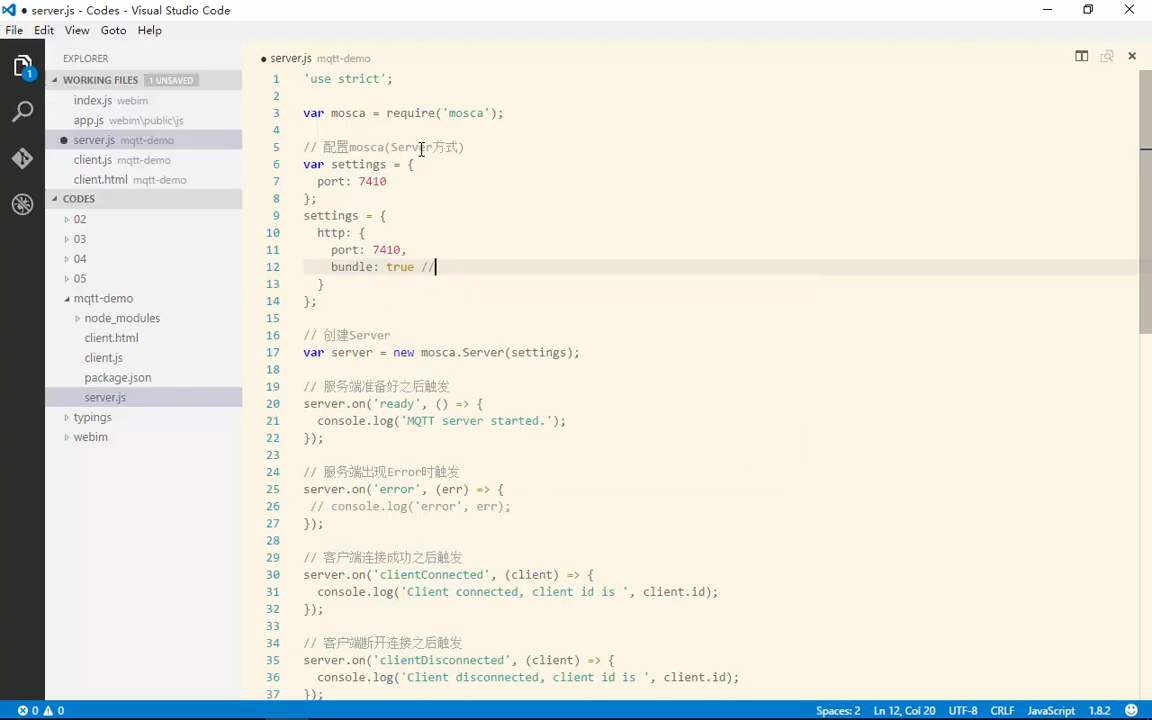 server.js - Codes - Visual Studio Code
File Edit View Goto Help
EXPLORER
WORKING FILES 1 UNSAVED
index.js webim
app.js webim\public\js
server.js mqtt-demo
client.js mqtt-demo
client.html mqtt-demo
CODES
02
03
04
05
mqtt-demo
node_modules
client.html
client.js
package.json
server.js
typings
webim
1
server.js mqtt-demo
1 'use strict';
2
3 var mosca = require('mosca');
4
5 // 配置mosca(Server方式)
6 var settings = {
7 port: 7410
8 };
9 settings = {
10 http: {
11 port: 7410,
12 bundle: true //
13 }
14 };
15
16 // 创建Server
17 var server = new mosca.Server(settings);
18
19 // 服务端准备好之后触发
20 server.on('ready', () => {
21 console.log('MQTT server started.');
22 });
23
24 // 服务端出现Error时触发
25 server.on('error', (err) => {
26 // console.log('error', err);
27 });
28
29 // 客户端连接成功之后触发
30 server.on('clientConnected', (client) => {
31 console.log('Client connected, client id is ', client.id);
32 });
33
34 // 客户端断开连接之后触发
35 server.on('clientDisconnected', (client) => {
36 console.log('Client disconnected, client id is ', client.id);
37 });
0 0 Spaces: 2 Ln 12, Col 20 UTF-8 CRLF JavaScript 1.8.2